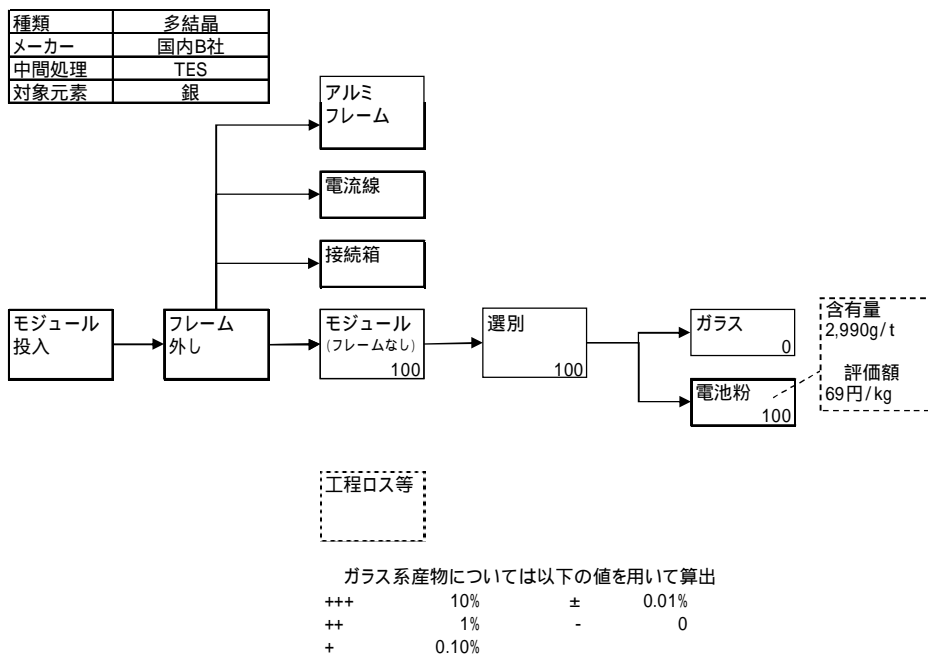 種類 多結晶
メーカー 国内B社
中間処理 TES
対象元素 銀
アルミ
フレーム
電流線
接続箱
モジュール
投入
フレーム
外し
モジュール
(フレームなし)
100
選別
100
ガラス
0
電池粉
100
含有量
2,990g/t
評価額
69円/kg
工程ロス等
ガラス系産物については以下の値を用いて算出
+++ 10% ± 0.01%
++ 1% - 0
+ 0.10%